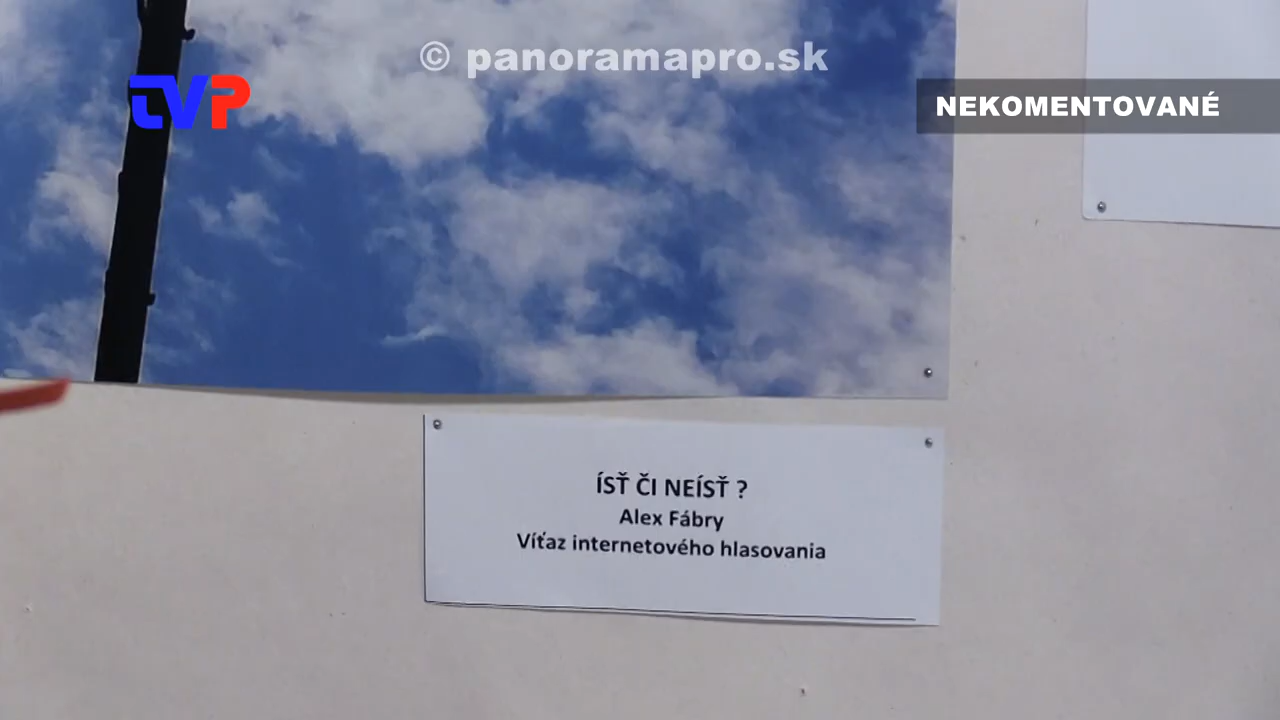 © panoramapro.sk
TVP
NEKOMENTOVANÉ
ÍSŤ ČI NEÍSŤ ?
Alex Fábry
Víťaz internetového hlasovania